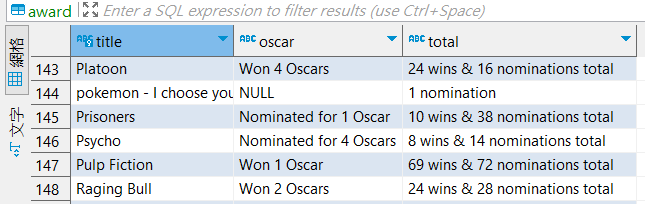 award Enter a SQL expression to filter results (use Ctrl+Space)
網格
文字
title oscar total
143 Platoon Won 4 Oscars 24 wins & 16 nominations total
144 pokemon - I choose you NULL 1 nomination
145 Prisoners Nominated for 1 Oscar 10 wins & 38 nominations total
146 Psycho Nominated for 4 Oscars 8 wins & 14 nominations total
147 Pulp Fiction Won 1 Oscar 69 wins & 72 nominations total
148 Raging Bull Won 2 Oscars 24 wins & 28 nominations total